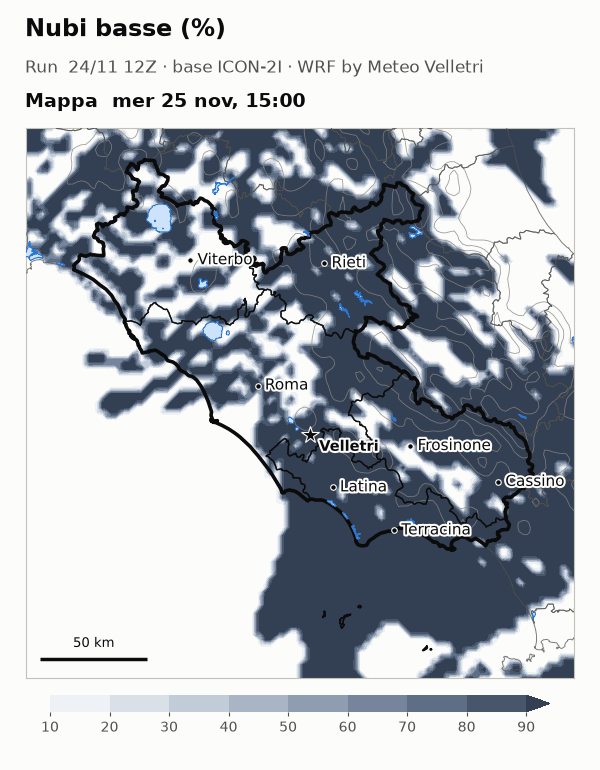 Nubi basse (%)
Run 24/11 12Z · base ICON-2I · WRF by Meteo Velletri
Mappa mer 25 nov, 15:00
Viterbo
Rieti
Roma
Velletri
Frosinone
Latina
Cassino
Terracina
50 km
10 20 30 40 50 60 70 80 90